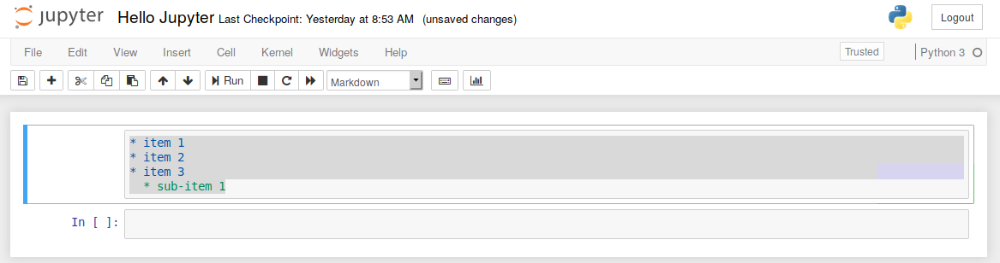 jupyter Hello Jupyter Last Checkpoint: Yesterday at 8:53 AM (unsaved changes) Logout
File Edit View Insert Cell Kernel Widgets Help Trusted Python 3
Run Markdown
* item 1
* item 2
* item 3
* sub-item 1
In [ ]: